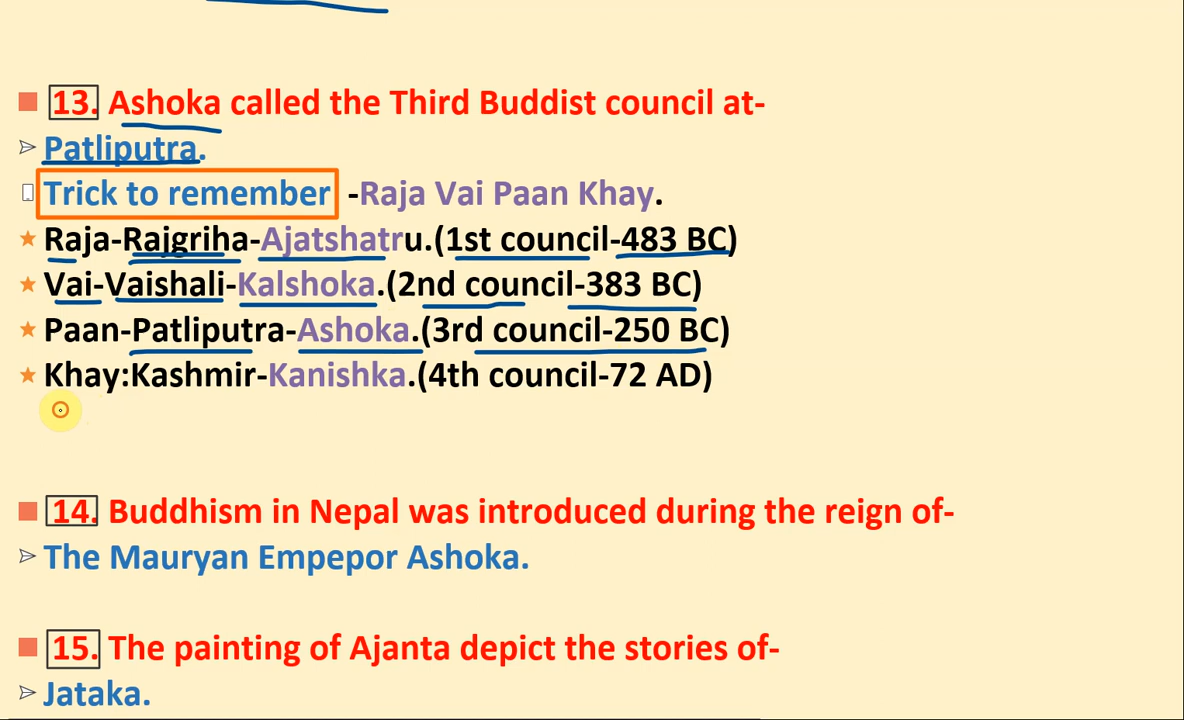 13. Ashoka called the Third Buddist council at-
Patliputra.
Trick to remember -Raja Vai Paan Khay.
Raja-Rajgriha-Ajatshatru.(1st council-483 BC)
Vai-Vaishali-Kalshoka.(2nd council-383 BC)
Paan-Patliputra-Ashoka.(3rd council-250 BC)
Khay:Kashmir-Kanishka.(4th council-72 AD)
14. Buddhism in Nepal was introduced during the reign of-
The Mauryan Empepor Ashoka.
15. The painting of Ajanta depict the stories of-
Jataka.